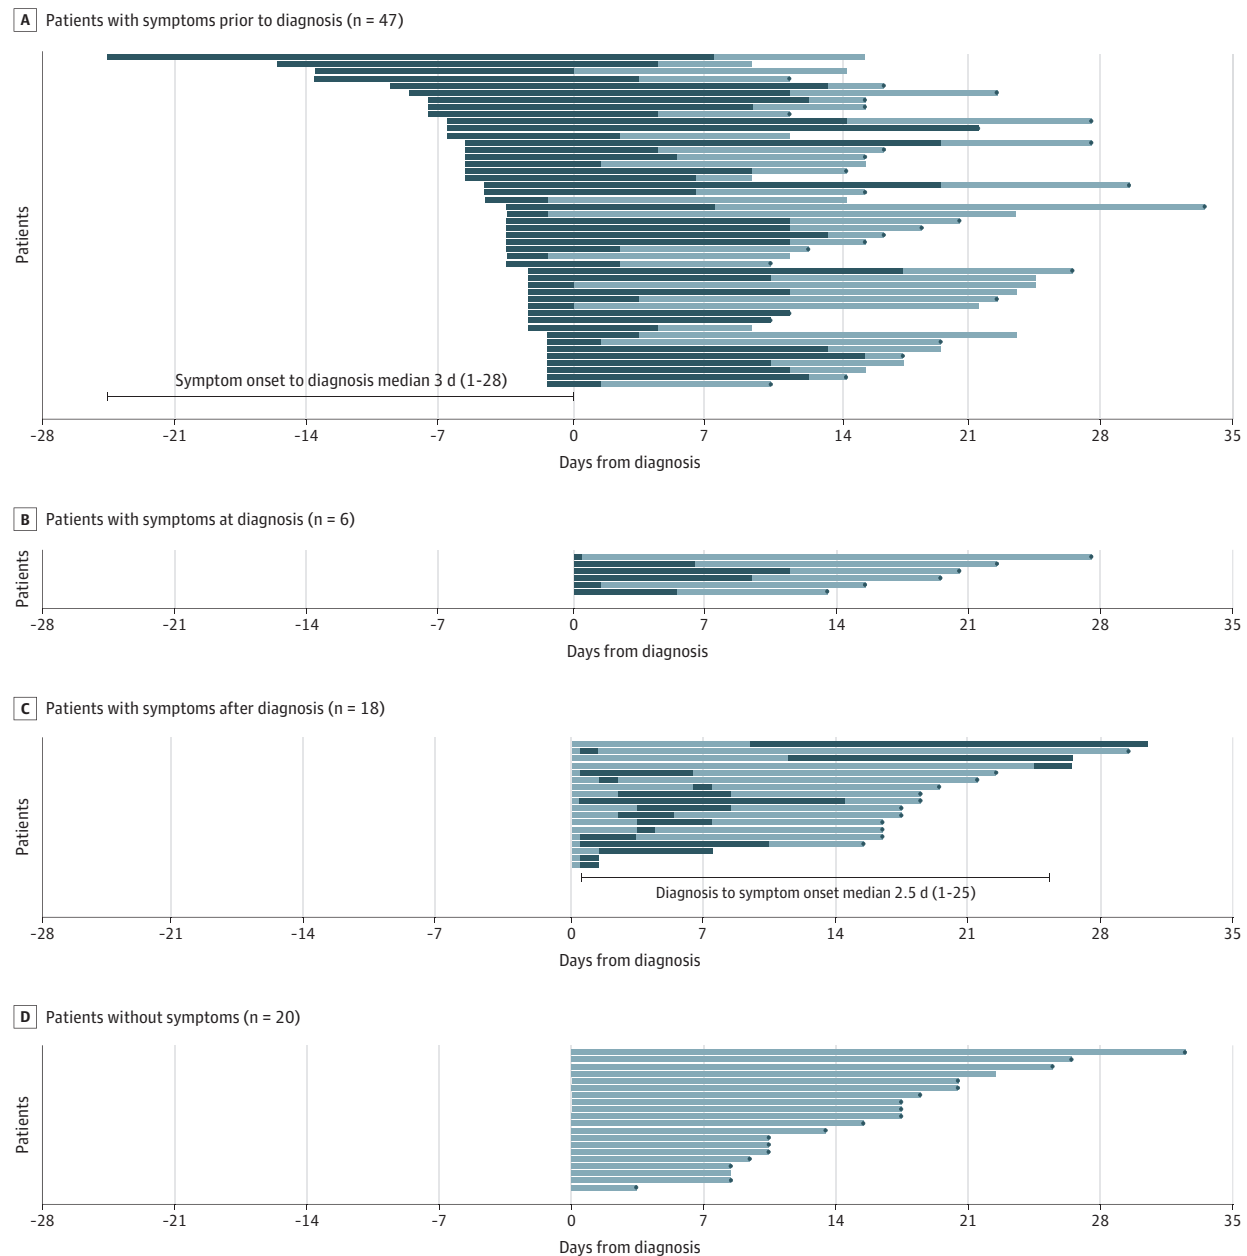 A Patients with symptoms prior to diagnosis (n = 47)
Patients
Symptom onset to diagnosis median 3 d (1-28)
-28 -21 -14 -7 0 7 14 21 28 35
Days from diagnosis
B Patients with symptoms at diagnosis (n = 6)
Patients
-28 -21 -14 -7 0 7 14 21 28 35
Days from diagnosis
C Patients with symptoms after diagnosis (n = 18)
Patients
Diagnosis to symptom onset median 2.5 d (1-25)
-28 -21 -14 -7 0 7 14 21 28 35
Days from diagnosis
D Patients without symptoms (n = 20)
Patients
-28 -21 -14 -7 0 7 14 21 28 35
Days from diagnosis